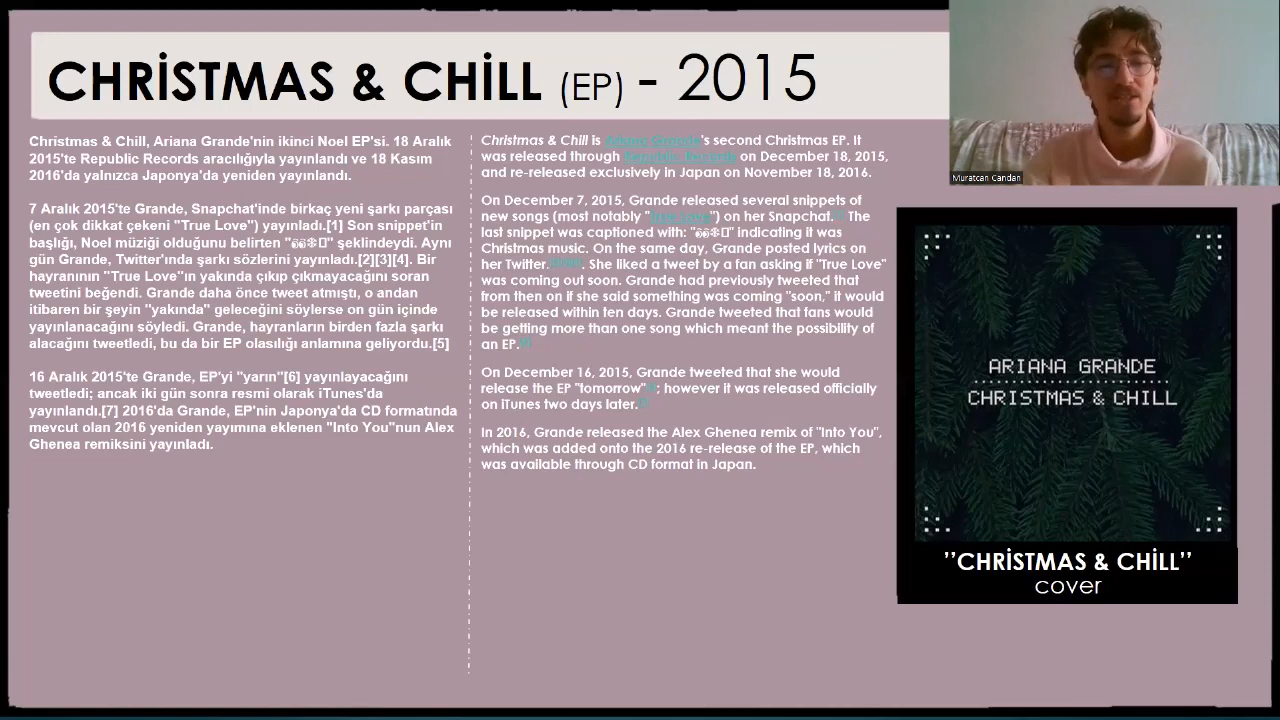 CHRİSTMAS & CHİLL (EP) - 2015
Christmas & Chill, Ariana Grande'nin ikinci Noel EP'si. 18 Aralık
2015'te Republic Records aracılığıyla yayınlandı ve 18 Kasım
2016'da yalnızca Japonya'da yeniden yayınlandı.
7 Aralık 2015'te Grande, Snapchat'inde birkaç yeni şarkı parçası
(en çok dikkat çekeni "True Love") yayınladı.[1] Son snippet'in
başlığı, Noel müziği olduğunu belirten "❄" şeklindeydi. Aynı
gün Grande, Twitter'ında şarkı sözlerini yayınladı.[2][3][4]. Bir
hayranının "True Love"ın yakında çıkıp çıkmayacağını soran
tweetini beğendi. Grande daha önce tweet atmıştı, o andan
itibaren bir şeyin "yakında" geleceğini söylerse on gün içinde
yayınlanacağını söyledi. Grande, hayranların birden fazla şarkı
alacağını tweetledi, bu da bir EP olasılığı anlamına geliyordu.[5]
16 Aralık 2015'te Grande, EP'yi "yarın"[6] yayınlayacağını
tweetledi; ancak iki gün sonra resmi olarak iTunes'da
yayınlandı.[7] 2016'da Grande, EP'nin Japonya'da CD formatında
mevcut olan 2016 yeniden yayımına eklenen "Into You"nun Alex
Ghenea remiksini yayınladı.
Christmas & Chill is Ariana Grande's second Christmas EP. It
was released through Republic Records on December 18, 2015,
and re-released exclusively in Japan on November 18, 2016.
On December 7, 2015, Grande released several snippets of
new songs (most notably "True Love") on her Snapchat. The
last snippet was captioned with: "❄" indicating it was
Christmas music. On the same day, Grande posted lyrics on
her Twitter. . She liked a tweet by a fan asking if "True Love"
was coming out soon. Grande had previously tweeted that
from then on if she said something was coming "soon," it would
be released within ten days. Grande tweeted that fans would
be getting more than one song which meant the possibility of
an EP.
On December 16, 2015, Grande tweeted that she would
release the EP "tomorrow" ; however it was released officially
on iTunes two days later.
In 2016, Grande released the Alex Ghenea remix of "Into You",
which was added onto the 2016 re-release of the EP, which
was available through CD format in Japan.
Muratcan Candan
ARIANA GRANDE
CHRISTMAS & CHILL
’’CHRİSTMAS & CHİLL’’
cover